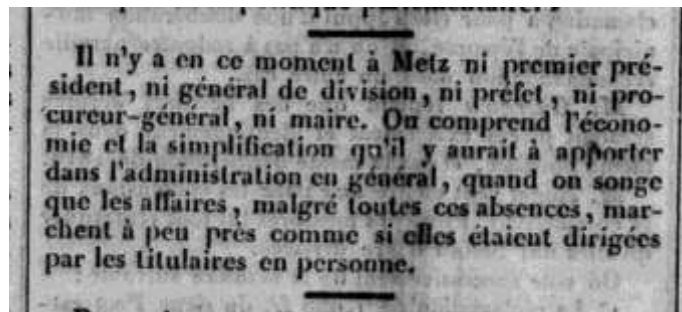 Il n'y a en ce moment à Metz ni premier pré-
sident, ni général de division, ni préfet, ni pro-
cureur-général, ni maire. On comprend l'écono-
mie et la simplification qu'il y aurait à apporter
dans l'administration en général, quand on songe
que les affaires, malgré toutes ces absences, mar-
chent à peu près comme si elles étaient dirigées
par les titulaires en personne.